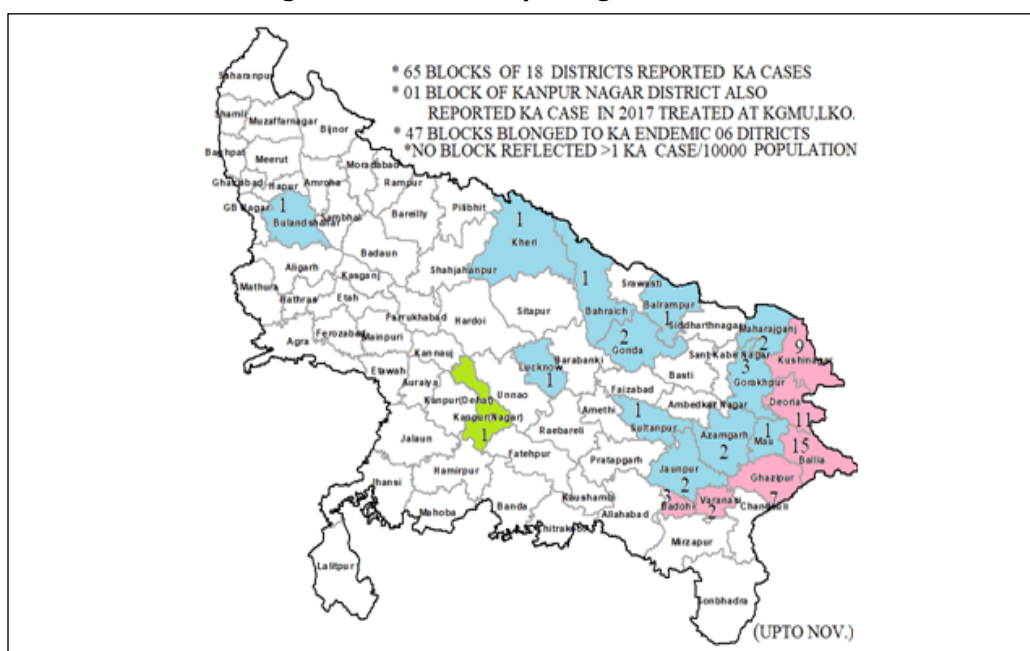 * 65 BLOCKS OF 18 DISTRICTS REPORTED KA CASES
* 01 BLOCK OF KANPUR NAGAR DISTRICT ALSO
REPORTED KA CASE IN 2017 TREATED AT KGMU,LKO.
* 47 BLOCKS BLONGED TO KA ENDEMIC 06 DITRICTS
*NO BLOCK REFLECTED >1 KA CASE/10000 POPULATION
Saharanpur
Shamli
Muzaffarnagar
Bijnor
Baghpat
Meerut
Moradabad
Ghaziabad
Hapur
Amroha
Rampur
GB Nagar
1
Bulandshahar
Sambhal
Bareilly
Pilibhit
1
Kheri
Badaun
Aligarh
Kasganj
Shahjahanpur
1
Srawasti
Mathura
Hathras
Etah
Sitapur
Bahraich
Balrampur
1
Farrukhabad
Hardoi
Siddharthnagar
Maharajganj
2
Agra
Ferozabad
Mainpuri
2
Gonda
9
Kushinagar
Kannauj
Lucknow
1
Barabanki
Sant Kabir Nagar
3
Etawah
Auraiya
Unnao
Basti
Gorakhpur
Kanpur(Dehat)
Faizabad
Deoria
11
Kanpur(Nagar)
1
Amethi
1
Sultanpur
Ambedkar Nagar
Raebareli
Azamgarh
2
1
Mau
15
Ballia
Jalaun
Fatehpur
Pratapgarh
Jaunpur
2
Ghazipur
7
Hamirpur
Jhansi
Banda
Kaushambi
3
Badohi
Varanasi
2
Chandauli
Mahoba
Chitrakoot
Allahabad
Mirzapur
Lalitpur
Sonbhadra
(UPTO NOV.)